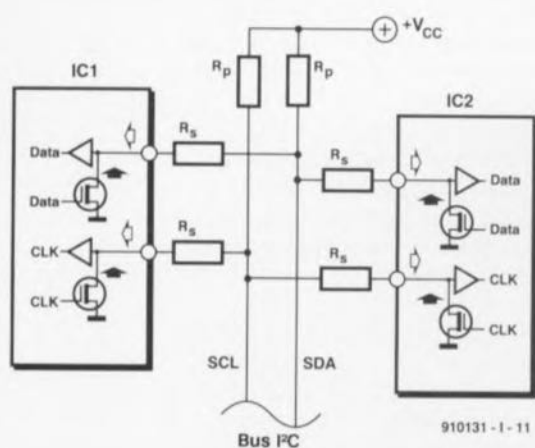 +VCC
Rp
Rp
IC1
IC2
Rs
Data
Rs
Data
Data
Data
Rs
CLK
Rs
CLK
CLK
CLK
SCL
SDA
Bus I²C
910131 - I - 11